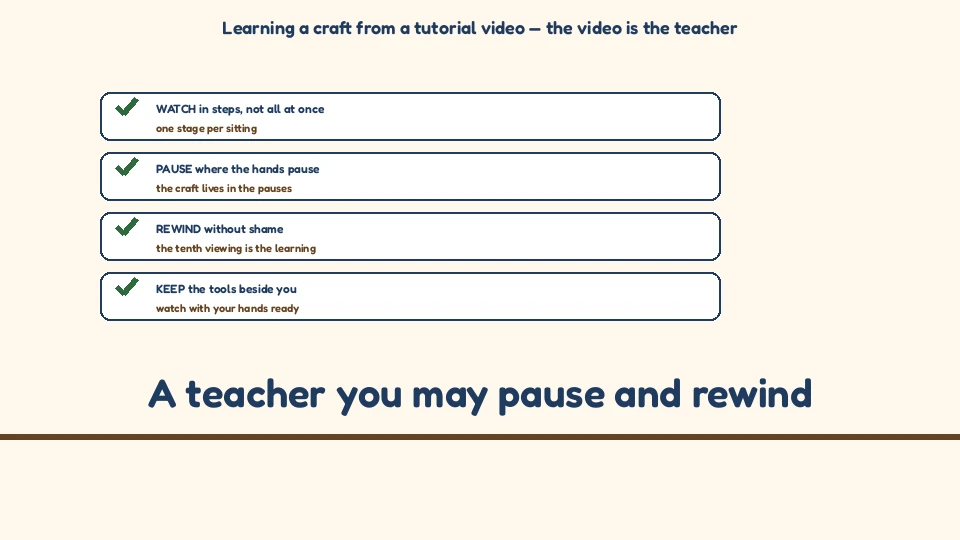 Learning a craft from a tutorial video — the video is the teacher
WATCH in steps, not all at once
one stage per sitting
PAUSE where the hands pause
the craft lives in the pauses
REWIND without shame
the tenth viewing is the learning
KEEP the tools beside you
watch with your hands ready
A teacher you may pause and rewind